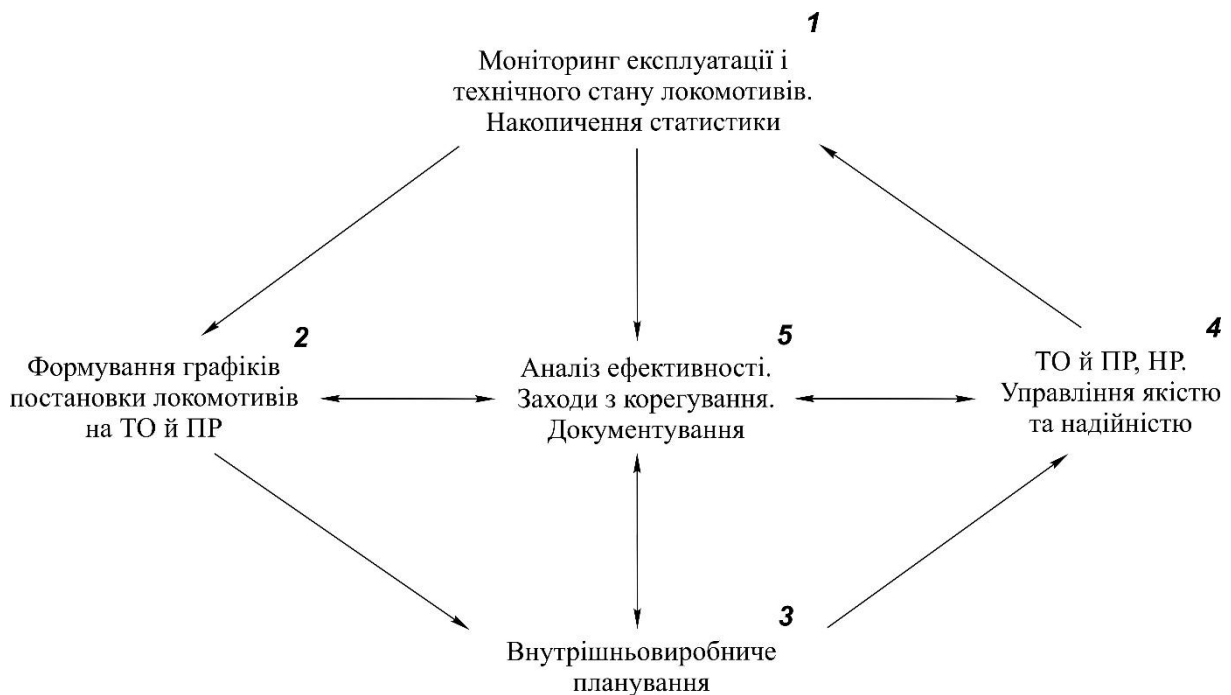 1
Моніторинг експлуатації і
технічного стану локомотивів.
Накопичення статистики
2
Формування графіків
постановки локомотивів
на ТО й ПР
5
Аналіз ефективності.
Заходи з корегування.
Документування
4
ТО й ПР, НР.
Управління якістю
та надійністю
3
Внутрішньовиробниче
планування